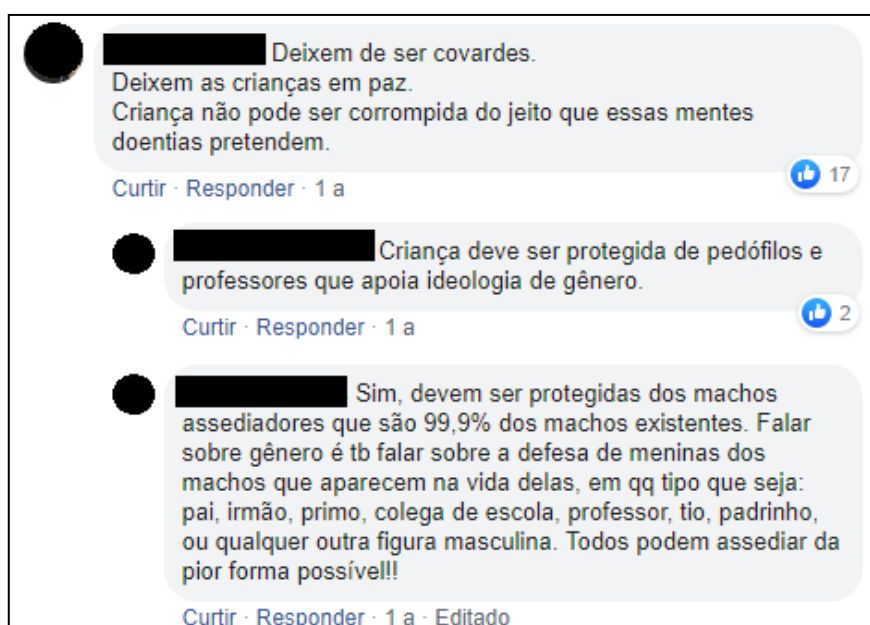 Deixem de ser covardes.
Deixem as crianças em paz.
Criança não pode ser corrompida do jeito que essas mentes
doentias pretendem.
17
Curtir · Responder · 1 a
Criança deve ser protegida de pedófilos e
professores que apoia ideologia de gênero.
2
Curtir · Responder · 1 a
Sim, devem ser protegidas dos machos
assediadores que são 99,9% dos machos existentes. Falar
sobre gênero é tb falar sobre a defesa de meninas dos
machos que aparecem na vida delas, em qq tipo que seja:
pai, irmão, primo, colega de escola, professor, tio, padrinho,
ou qualquer outra figura masculina. Todos podem assediar da
pior forma possível!!
Curtir · Responder · 1 a · Editado